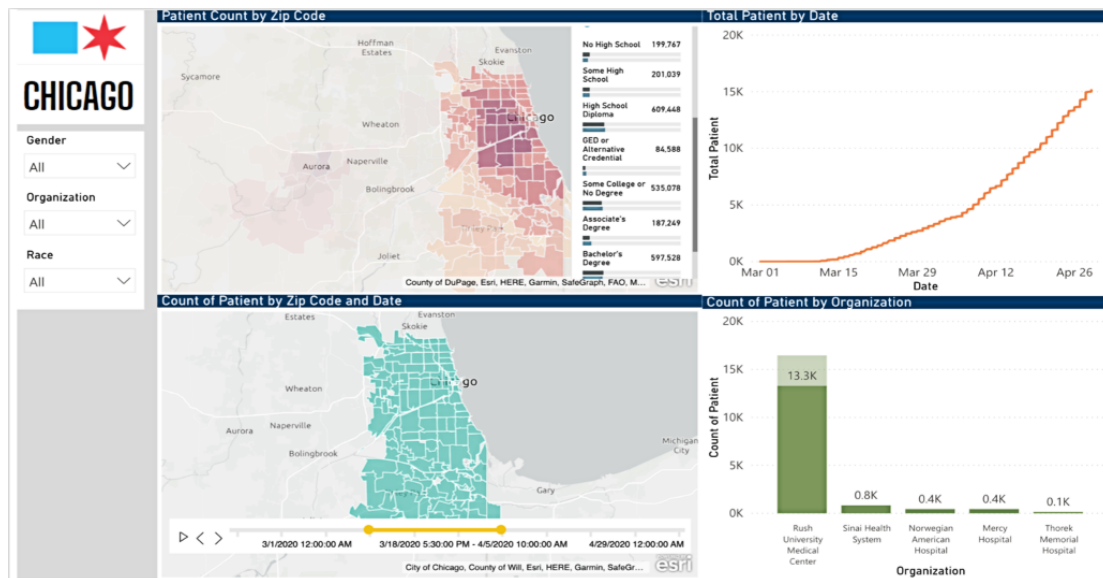 CHICAGO
Gender
All
Organization
All
Race
All
Patient Count by Zip Code
Hoffman
Estates
Evanston
Skokie
Sycamore
Wheaton
Aurora
Naperville
Bolingbrook
Joliet
No High School 199,767
Some High
School 201,039
High School
Diploma 609,448
GED or
Alternative
Credential 84,588
Some College or
No Degree 535,078
Associate's
Degree 187,249
Bachelor's
Degree 597,528
County of DuPage, Esri, HERE, Garmin, SafeGraph, FAO, M...
esri
Total Patient by Date
Total Patient
20K
15K
10K
5K
0K
Mar 01 Mar 15 Mar 29 Apr 12 Apr 26
Date
Count of Patient by Zip Code and Date
Estates
Evanston
Skokie
Wheaton
Aurora
Naperville
Bolingbrook
Michigan
City
Gary
3/1/2020 12:00:00 AM 3/18/2020 5:30:00 PM - 4/5/2020 10:00:00 AM 4/29/2020 12:00:00 AM
City of Chicago, County of Will, Esri, HERE, Garmin, SafeGr...
esri
Count of Patient by Organization
Count of Patient
20K
15K
10K
5K
0K
13.3K
0.8K
0.4K
0.4K
0.1K
Rush
University
Medical
Center
Sinai Health
System
Norwegian
American
Hospital
Mercy
Hospital
Thorek
Memorial
Hospital
Organization